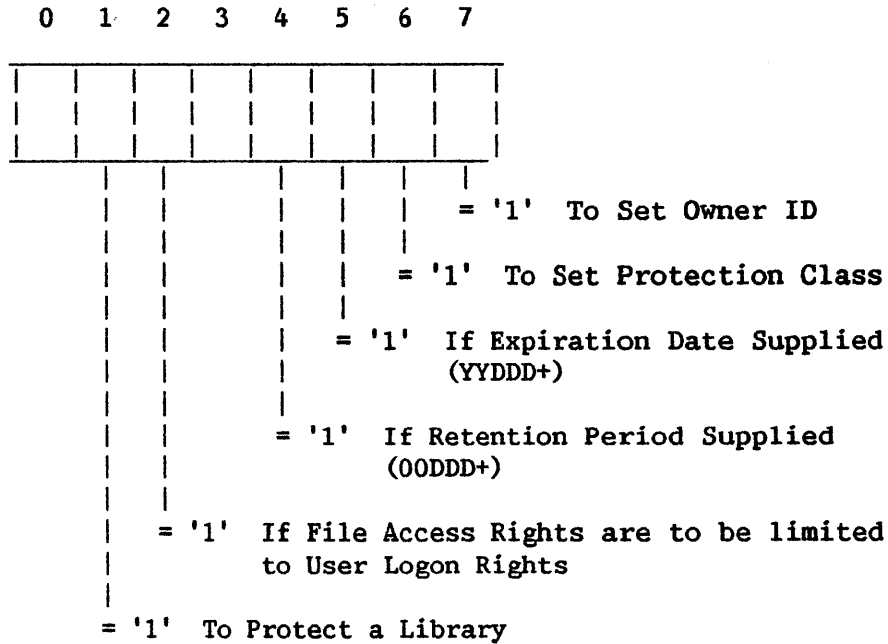 0 1 2 3 4 5 6 7
= '1' To Set Owner ID
= '1' To Set Protection Class
= '1' If Expiration Date Supplied
(YYDDD+)
= '1' If Retention Period Supplied
(00DDD+)
= '1' If File Access Rights are to be limited
to User Logon Rights
= '1' To Protect a Library